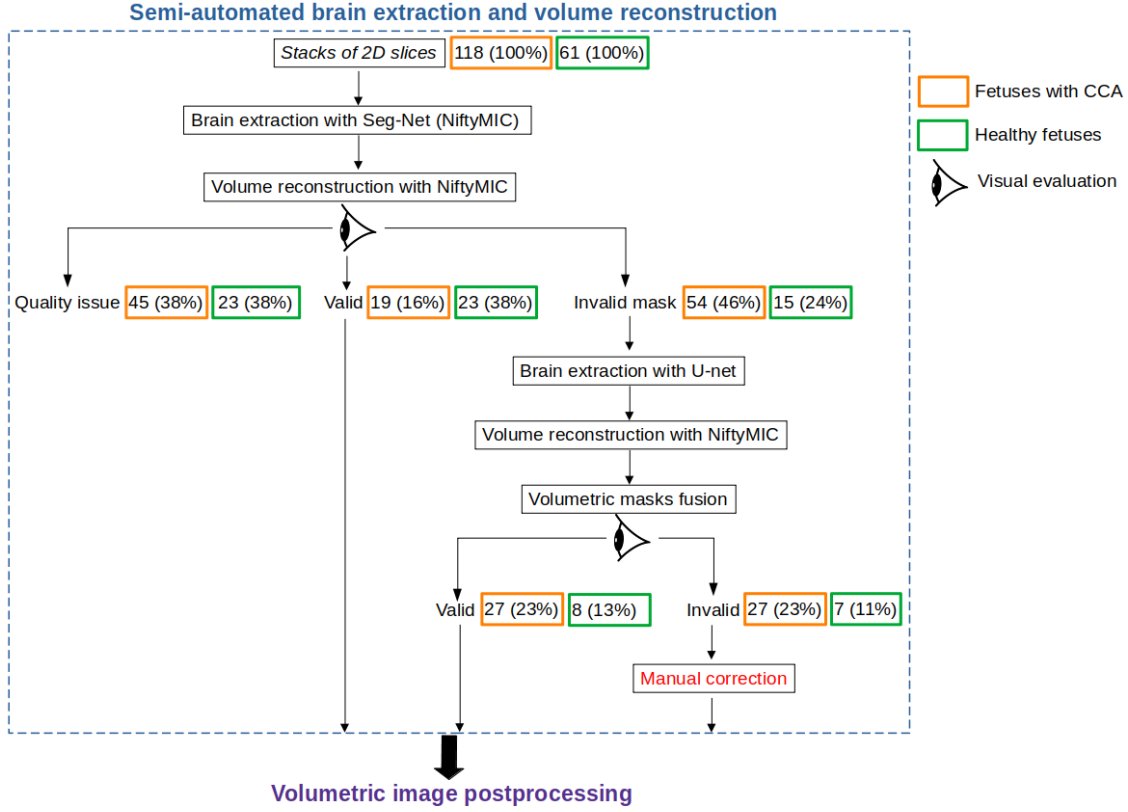 Semi-automated brain extraction and volume reconstruction
Stacks of 2D slices 118 (100%) 61 (100%)
Fetuses with CCA
Brain extraction with Seg-Net (NiftyMIC)
Healthy fetuses
Volume reconstruction with NiftyMIC
Visual evaluation
Quality issue 45 (38%) 23 (38%) Valid 19 (16%) 23 (38%) Invalid mask 54 (46%) 15 (24%)
Brain extraction with U-net
Volume reconstruction with NiftyMIC
Volumetric masks fusion
Valid 27 (23%) 8 (13%) Invalid 27 (23%) 7 (11%)
Manual correction
Volumetric image postprocessing